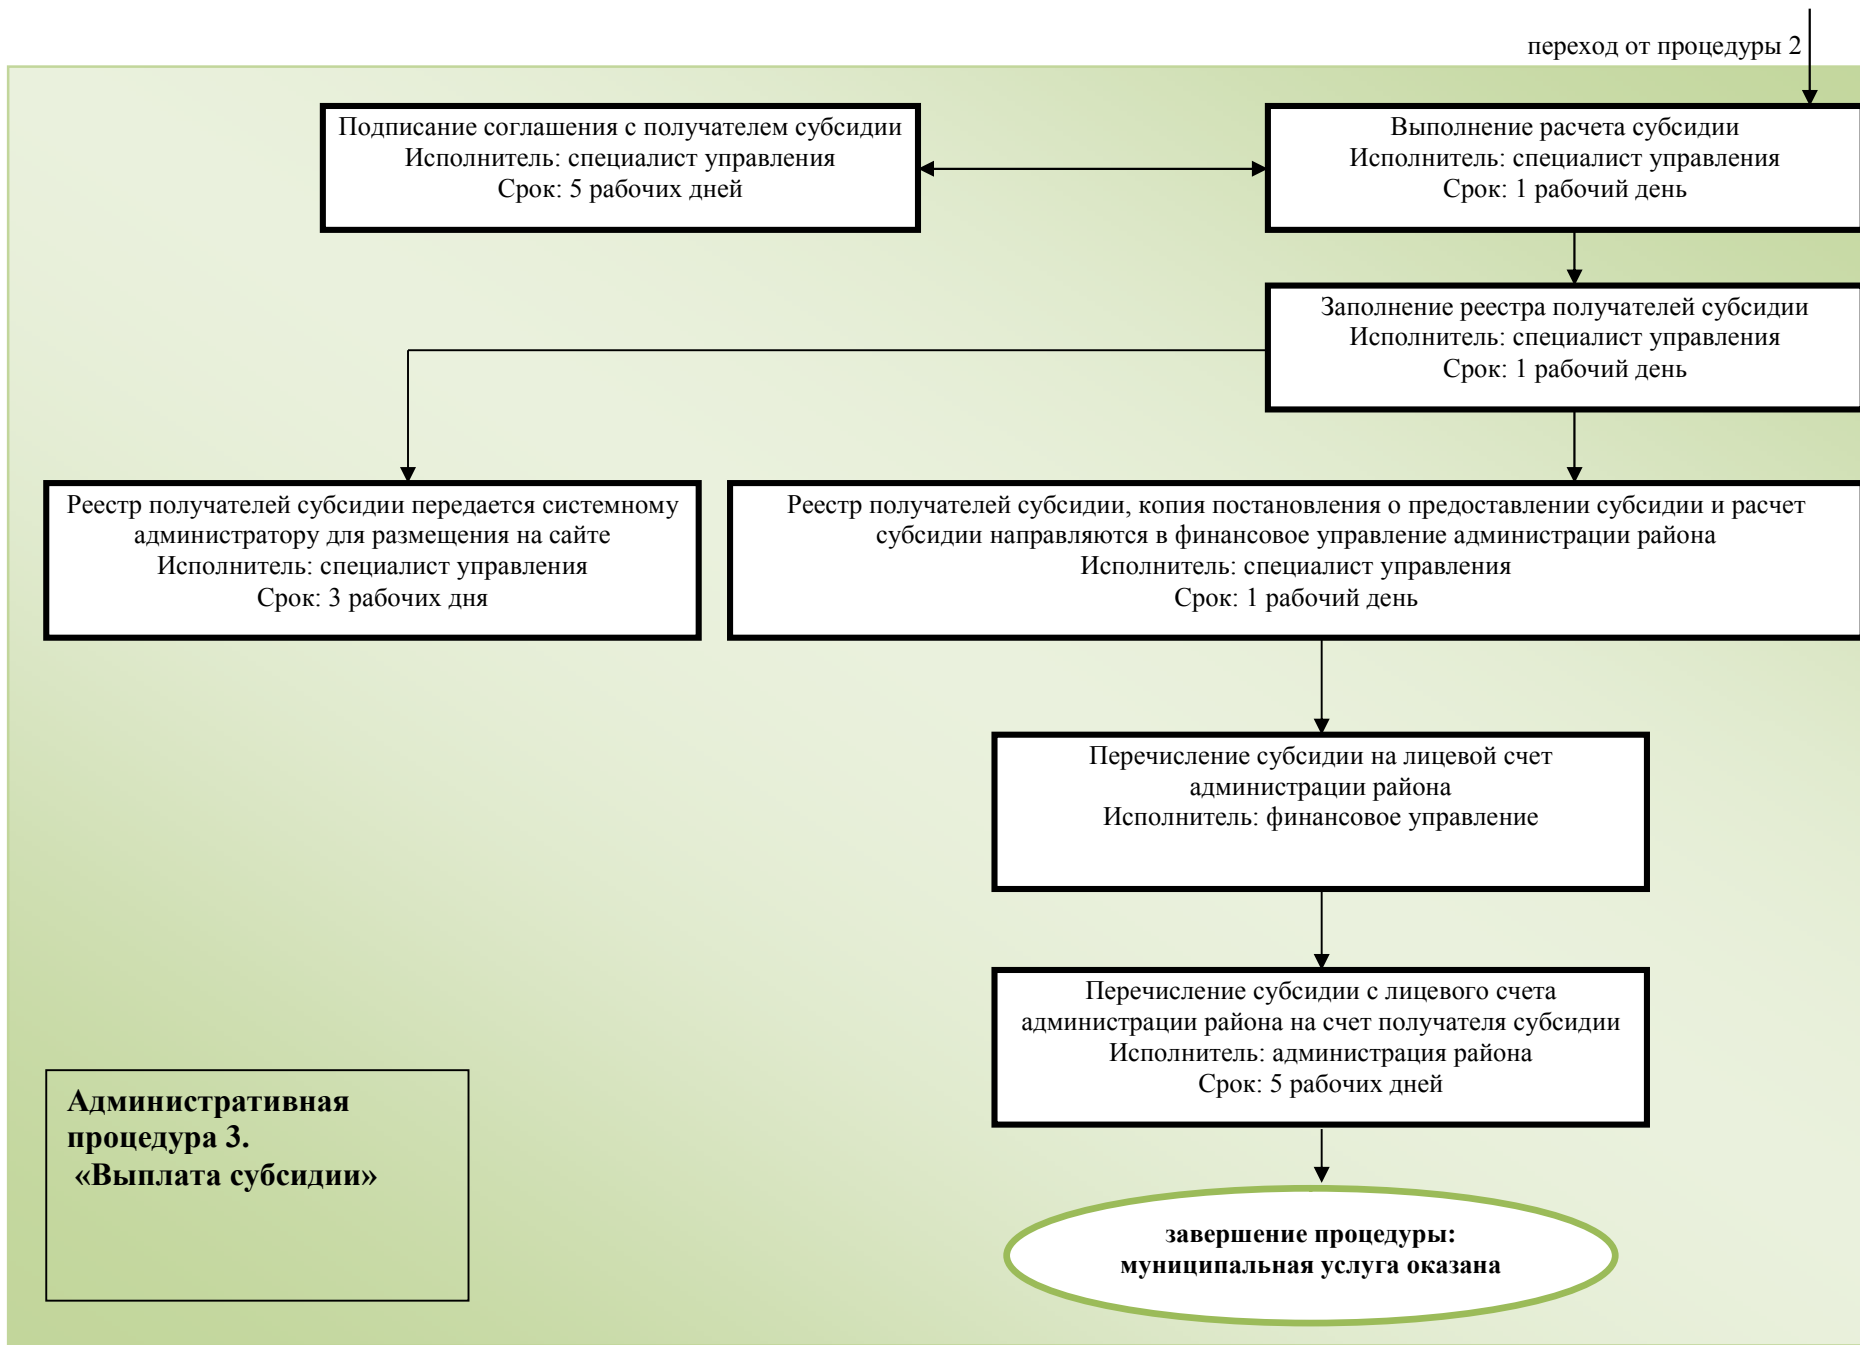 переход от процедуры 2
Подписание соглашения с получателем субсидии
Исполнитель: специалист управления
Срок: 5 рабочих дней
Выполнение расчета субсидии
Исполнитель: специалист управления
Срок: 1 рабочий день
Заполнение реестра получателей субсидии
Исполнитель: специалист управления
Срок: 1 рабочий день
Реестр получателей субсидии передается системному
администратору для размещения на сайте
Исполнитель: специалист управления
Срок: 3 рабочих дня
Реестр получателей субсидии, копия постановления о предоставлении субсидии и расчет
субсидии направляются в финансовое управление администрации района
Исполнитель: специалист управления
Срок: 1 рабочий день
Перечисление субсидии на лицевой счет
администрации района
Исполнитель: финансовое управление
Перечисление субсидии с лицевого счета
администрации района на счет получателя субсидии
Исполнитель: администрация района
Срок: 5 рабочих дней
Административная
процедура 3.
«Выплата субсидии»
завершение процедуры:
муниципальная услуга оказана